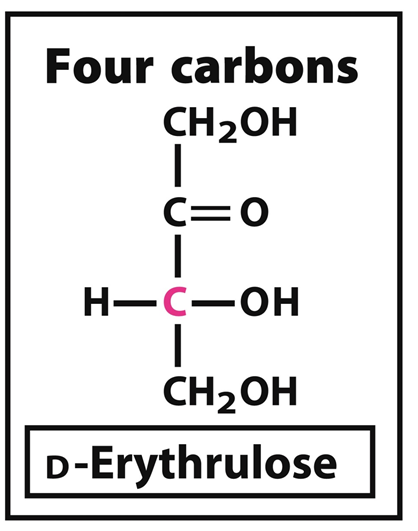 Four carbons
CH₂OH
C=O
H—C—OH
CH₂OH
D-Erythrulose